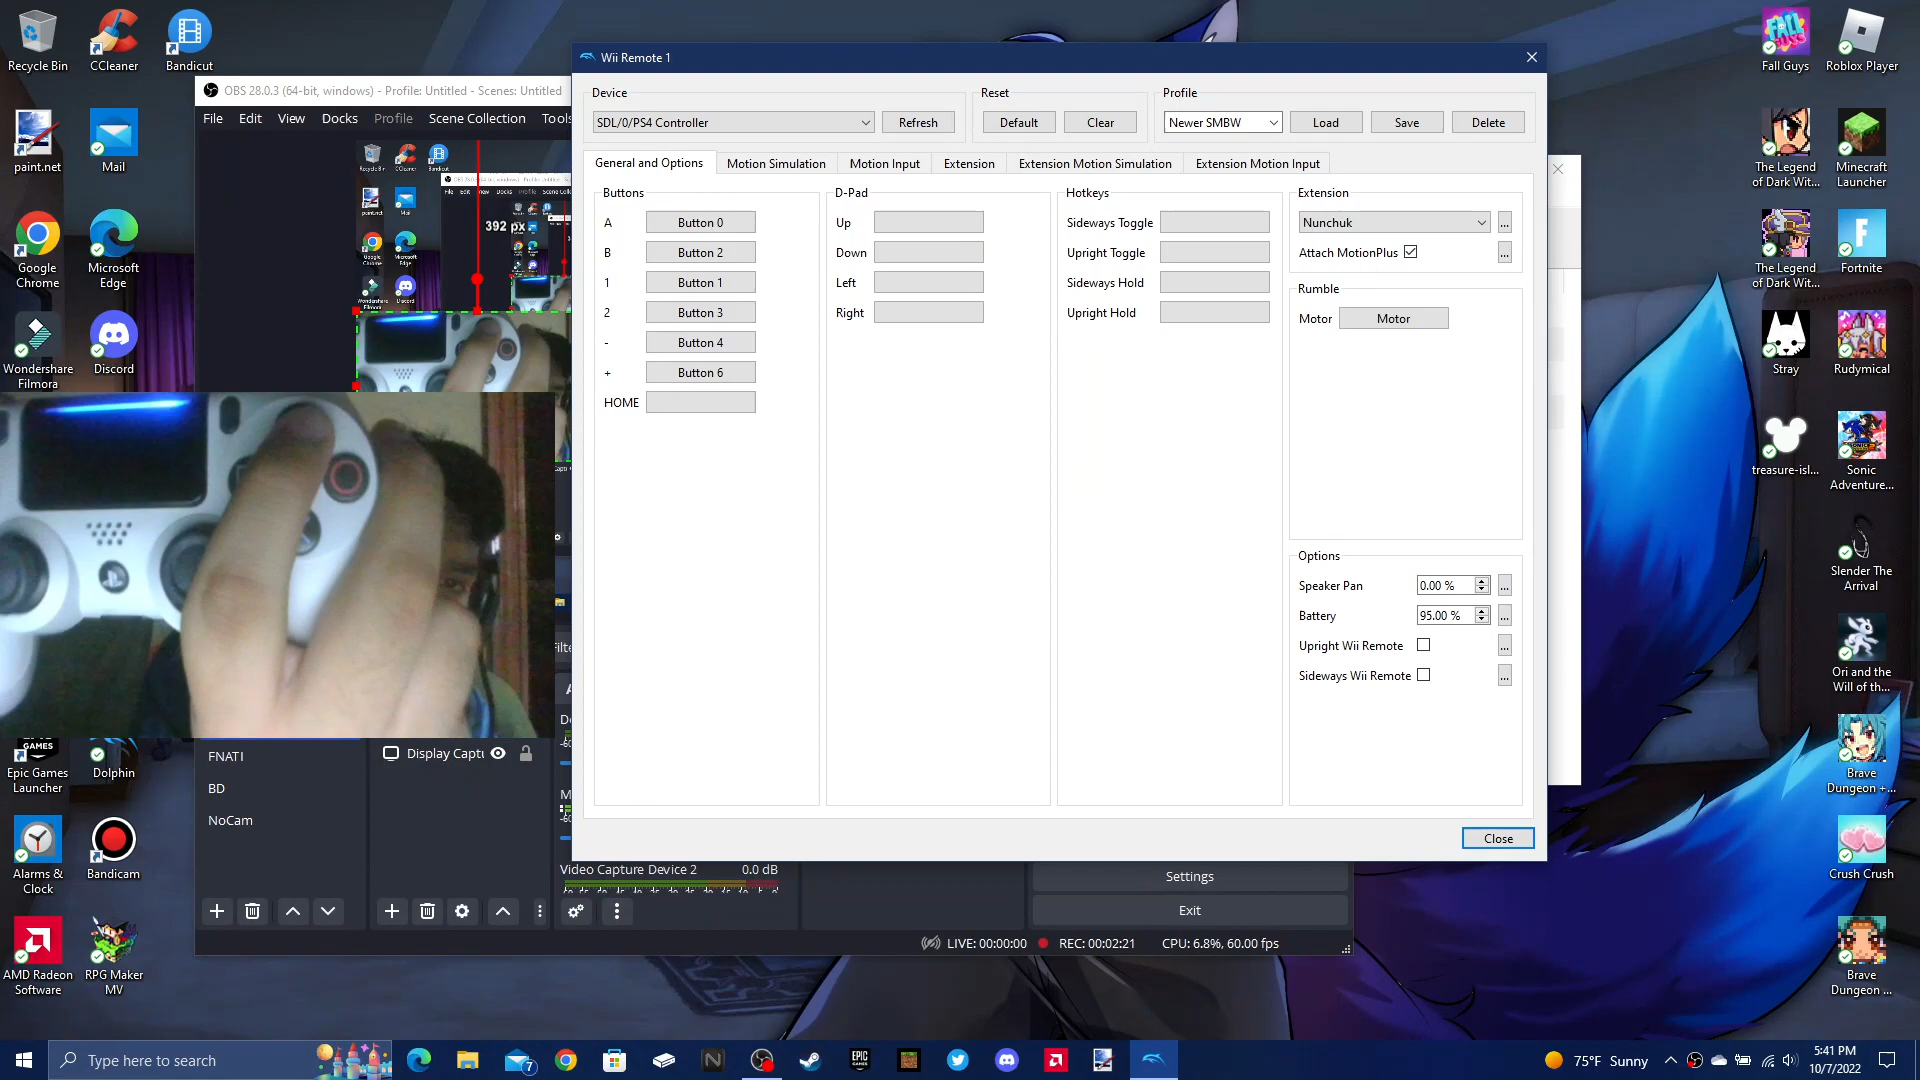 Recycle Bin
CCleaner
Bandicut
paint.net
Mail
Google Chrome
Microsoft Edge
Wondershare Filmora
Discord
Epic Games Launcher
Dolphin
Alarms & Clock
Bandicam
AMD Radeon Software
RPG Maker MV
OBS 28.0.3 (64-bit, windows) - Profile: Untitled - Scenes: Untitled
File Edit View Docks Profile Scene Collection Tools
392 px
FNATI
BD
NoCam
Display Captu
Video Capture Device 2 0.0 dB
Settings
Exit
LIVE: 00:00:00 REC: 00:02:21 CPU: 6.8%, 60.00 fps
Wii Remote 1
Device
SDL/0/PS4 Controller
Refresh
Reset
Default
Clear
Profile
Newer SMBW
Load
Save
Delete
General and Options
Motion Simulation
Motion Input
Extension
Extension Motion Simulation
Extension Motion Input
Buttons
A Button 0
B Button 2
1 Button 1
2 Button 3
- Button 4
+ Button 6
HOME
D-Pad
Up
Down
Left
Right
Hotkeys
Sideways Toggle
Upright Toggle
Sideways Hold
Upright Hold
Extension
Nunchuk ...
Attach MotionPlus ...
Rumble
Motor Motor
Options
Speaker Pan 0.00 % ...
Battery 95.00 % ...
Upright Wii Remote ...
Sideways Wii Remote ...
Close
Fall Guys
Roblox Player
The Legend of Dark Wit...
Minecraft Launcher
The Legend of Dark Wit...
Fortnite
Stray
Rudymical
treasure-isl...
Sonic Adventure...
Slender The Arrival
Ori and the Will of th...
Brave Dungeon +...
Crush Crush
Brave Dungeon ...
Type here to search
7
EPIC GAMES
75°F Sunny
5:41 PM
10/7/2022